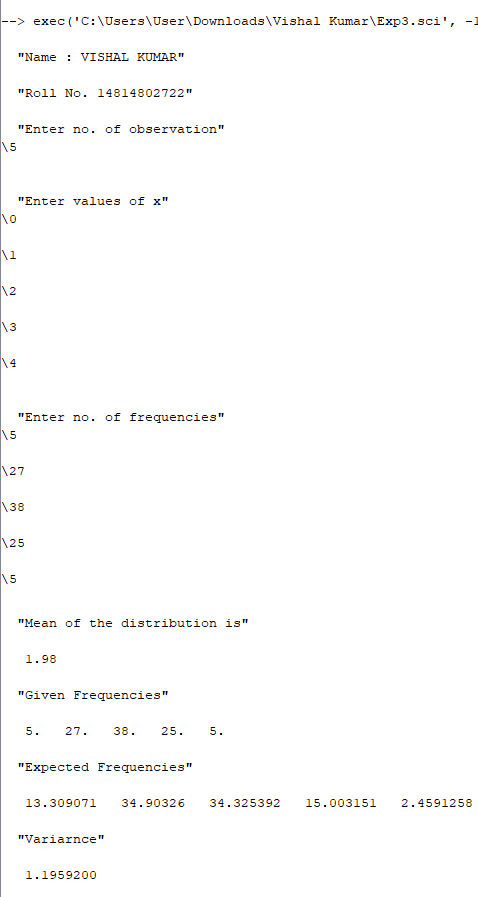 --> exec('C:\Users\User\Downloads\Vishal Kumar\Exp3.sci', -1
"Name : VISHAL KUMAR"
"Roll No. 14814802722"
"Enter no. of observation"
\5
"Enter values of x"
\0
\1
\2
\3
\4
"Enter no. of frequencies"
\5
\27
\38
\25
\5
"Mean of the distribution is"
1.98
"Given Frequencies"
5. 27. 38. 25. 5.
"Expected Frequencies"
13.309071 34.90326 34.325392 15.003151 2.4591258
"Variarnce"
1.1959200